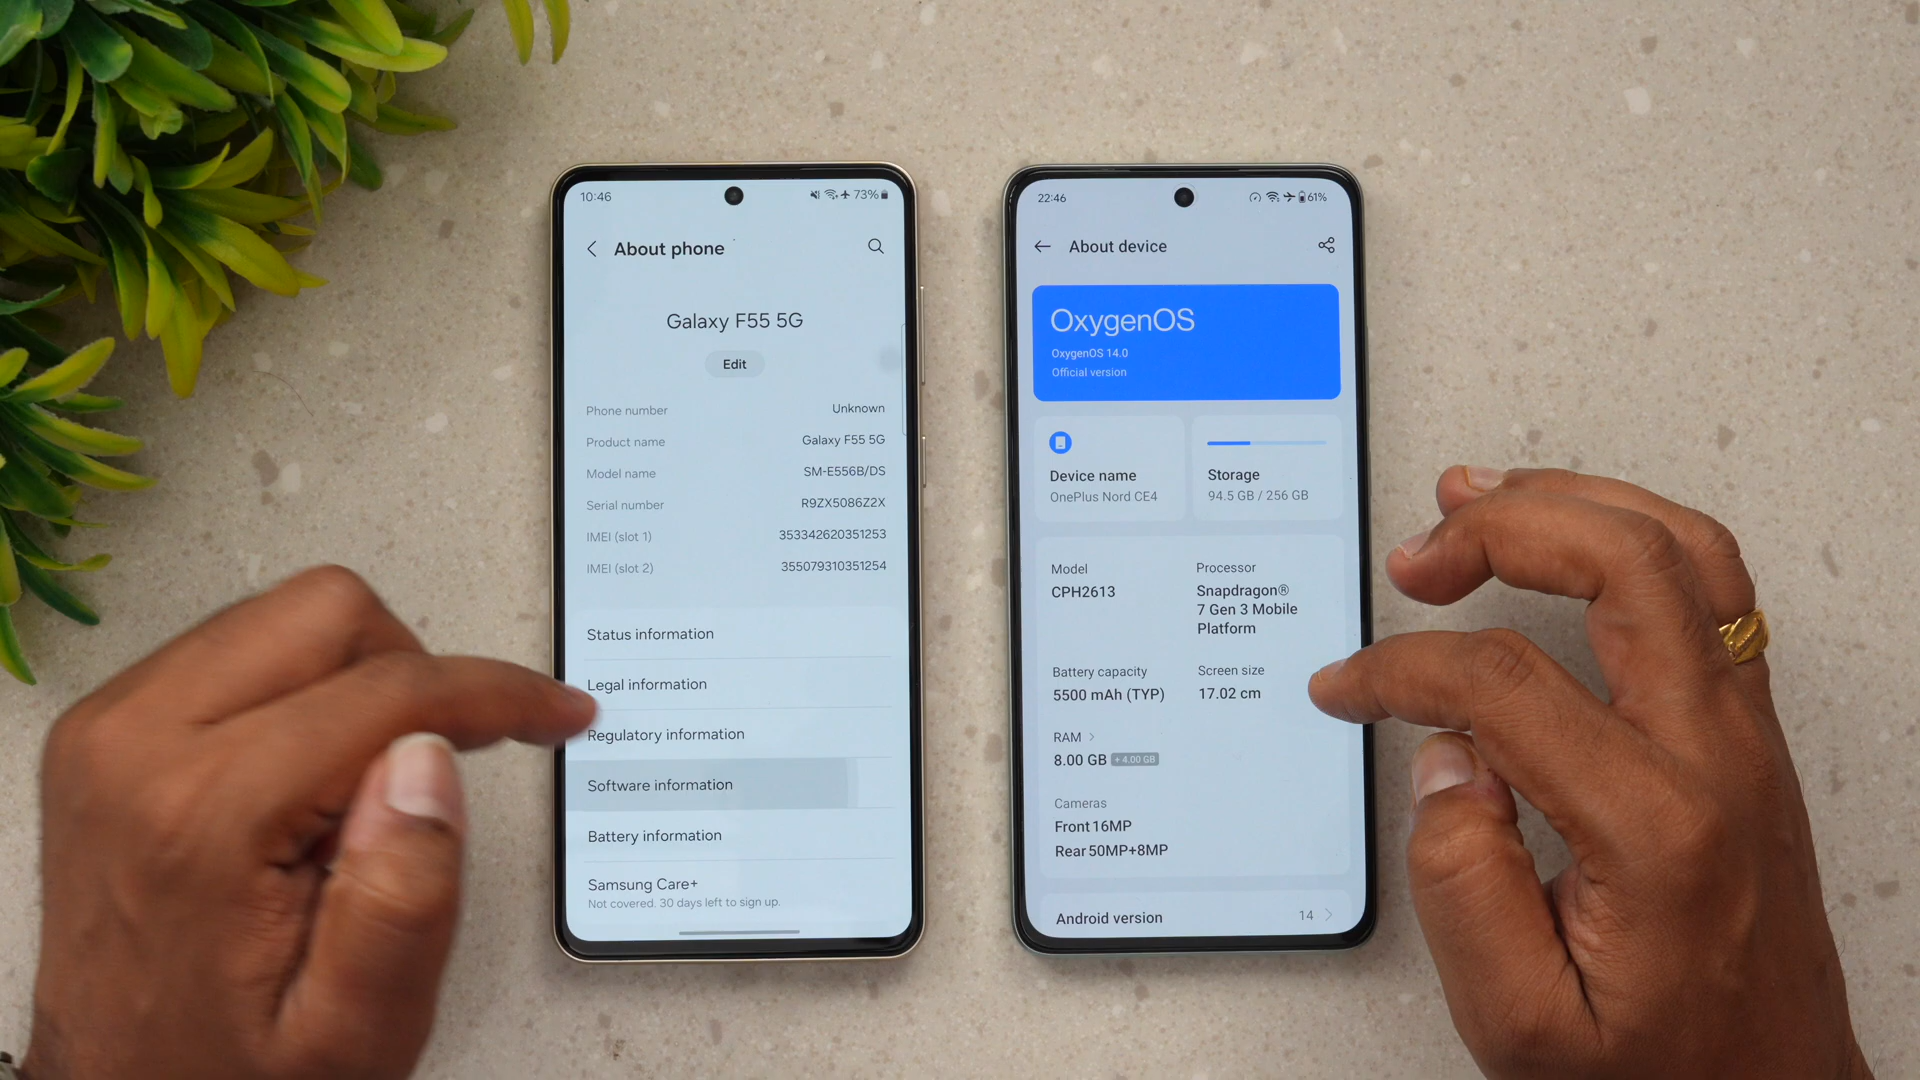 10:46
73%
About phone
Galaxy F55 5G
Edit
Phone number Unknown
Product name Galaxy F55 5G
Model name SM-E556B/DS
Serial number R9ZX5086Z2X
IMEI (slot 1) 353342620351253
IMEI (slot 2) 355079310351254
Status information
Legal information
Regulatory information
Software information
Battery information
Samsung Care+
Not covered. 30 days left to sign up.
22:46
61%
About device
OxygenOS
OxygenOS 14.0
Official version
Device name
OnePlus Nord CE4
Storage
94.5 GB / 256 GB
Model
CPH2613
Processor
Snapdragon®
7 Gen 3 Mobile
Platform
Battery capacity
5500 mAh (TYP)
Screen size
17.02 cm
RAM >
8.00 GB + 4.00 GB
Cameras
Front 16MP
Rear 50MP+8MP
Android version 14 >